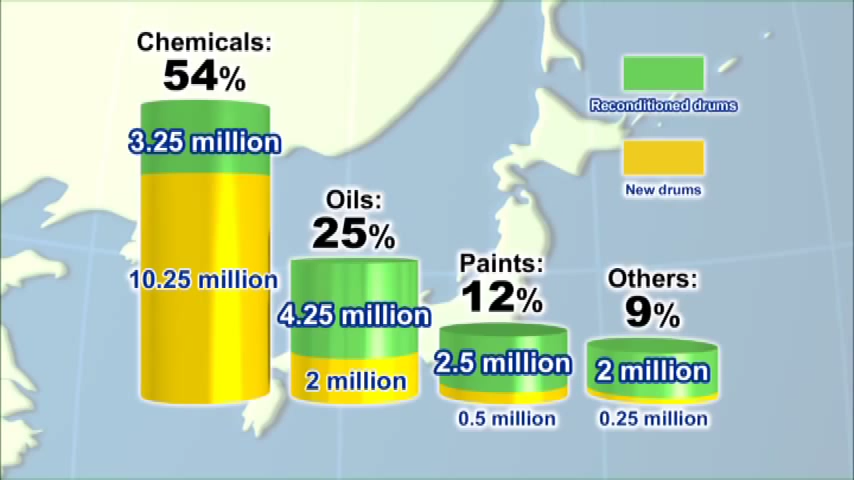 Chemicals:
54%
3.25 million
10.25 million
Oils:
25%
4.25 million
2 million
Paints:
12%
2.5 million
0.5 million
Others:
9%
2 million
0.25 million
Reconditioned drums
New drums